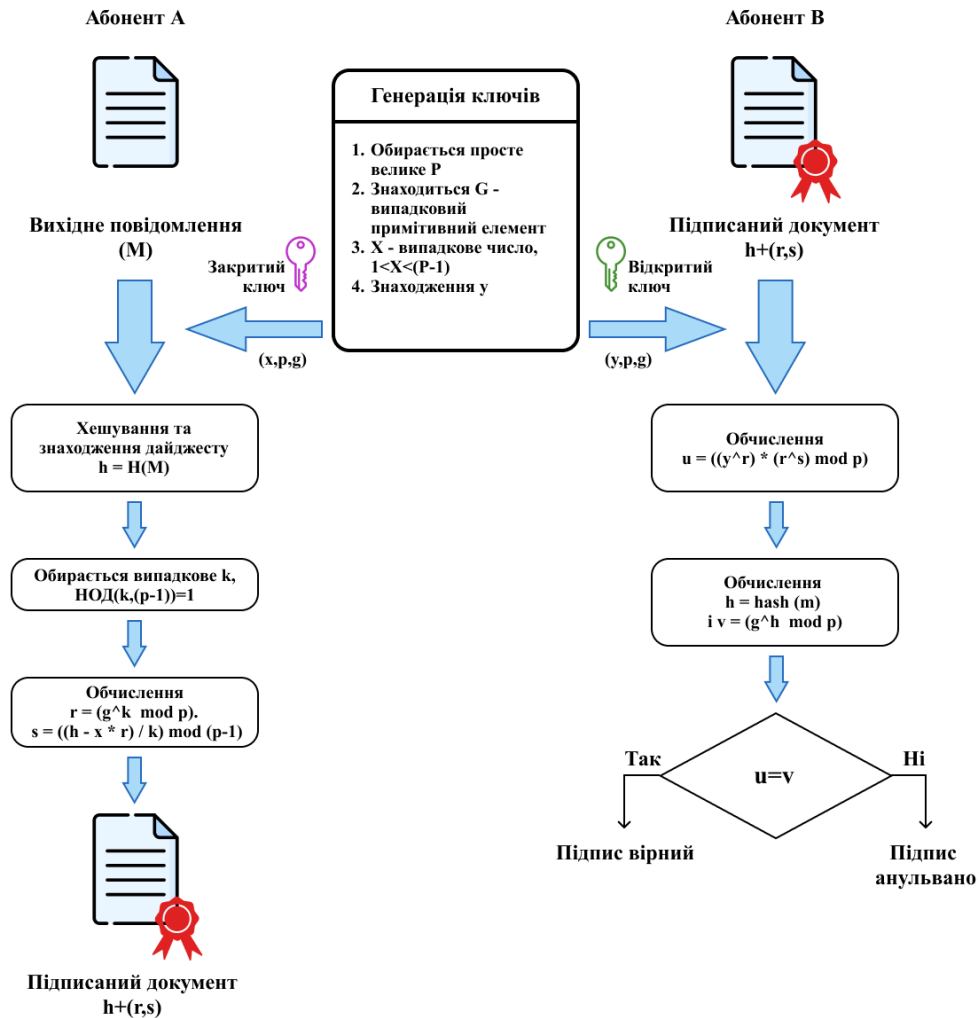 Абонент А
Абонент В
Генерація ключів
1. Обирається просте
велике P
2. Знаходиться G -
випадковий
примітивний елемент
3. X - випадкове число,
1<X<(P-1)
4. Знаходження y
Вихідне повідомлення
(M)
Підписаний документ
h+(r,s)
Закритий
ключ
Відкритий
ключ
(x,p,g)
(y,p,g)
Хешування та
знаходження дайджесту
h = H(M)
Обирається випадкове k,
НОД(k,(p-1))=1
Обчислення
r = (g^k mod p).
s = ((h - x * r) / k) mod (p-1)
Підписаний документ
h+(r,s)
Обчислення
u = ((y^r) * (r^s) mod p)
Обчислення
h = hash (m)
і v = (g^h mod p)
u=v
Так
Ні
Підпис вірний
Підпис
анульвано